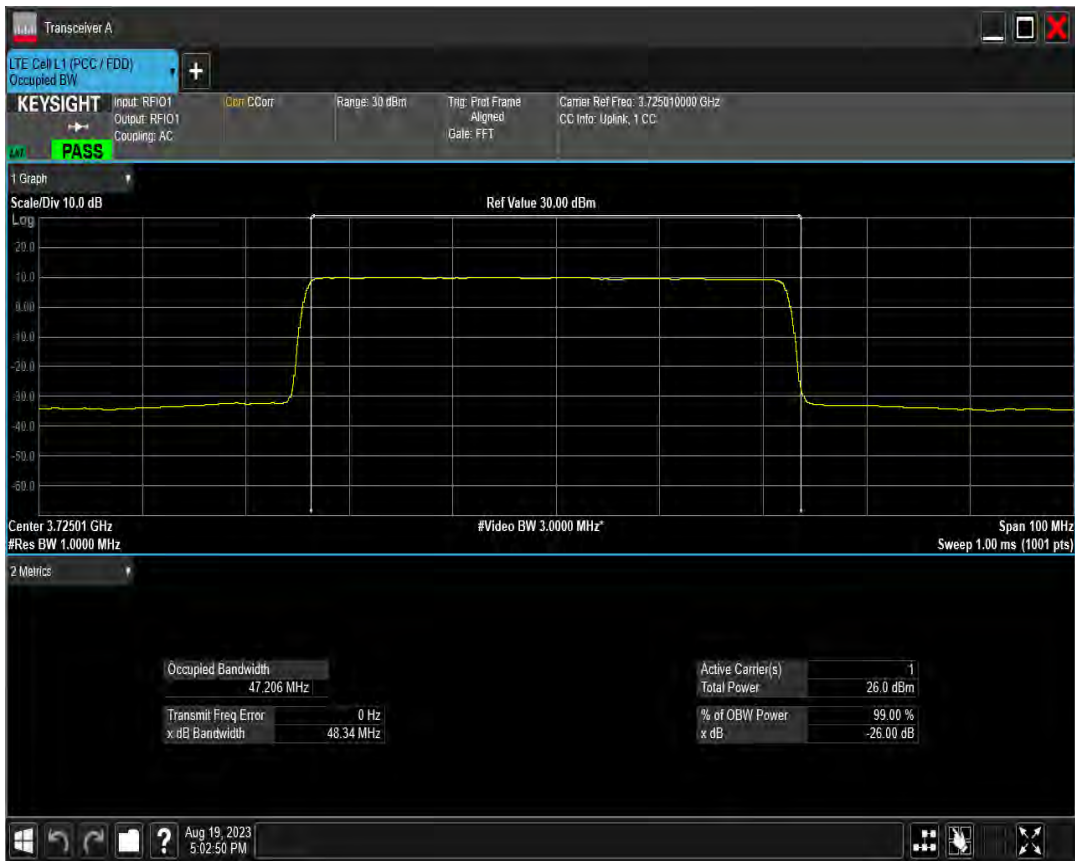 Transceiver A
LTE Cell L1 (PCC / FDD)
Occupied BW
+
KEYSIGHT
Input: RFIO1
Output: RFIO1
Coupling: AC
Corr CCorr
Range: 30 dBm
Trig: Prot Frame
Aligned
Gate: FFT
Carrier Ref Freq: 3.725010000 GHz
CC Info: Uplink, 1 CC
PASS
1 Graph
Scale/Div 10.0 dB
Ref Value 30.00 dBm
Log
20.0
10.0
0.00
-10.0
-20.0
-30.0
-40.0
-50.0
-60.0
Center 3.72501 GHz
#Video BW 3.0000 MHz*
Span 100 MHz
#Res BW 1.0000 MHz
Sweep 1.00 ms (1001 pts)
2 Metrics
Occupied Bandwidth
47.206 MHz
Transmit Freq Error 0 Hz
x dB Bandwidth 48.34 MHz
Active Carrier(s) 1
Total Power 26.0 dBm
% of OBW Power 99.00 %
x dB -26.00 dB
?
Aug 19, 2023
5:02:50 PM